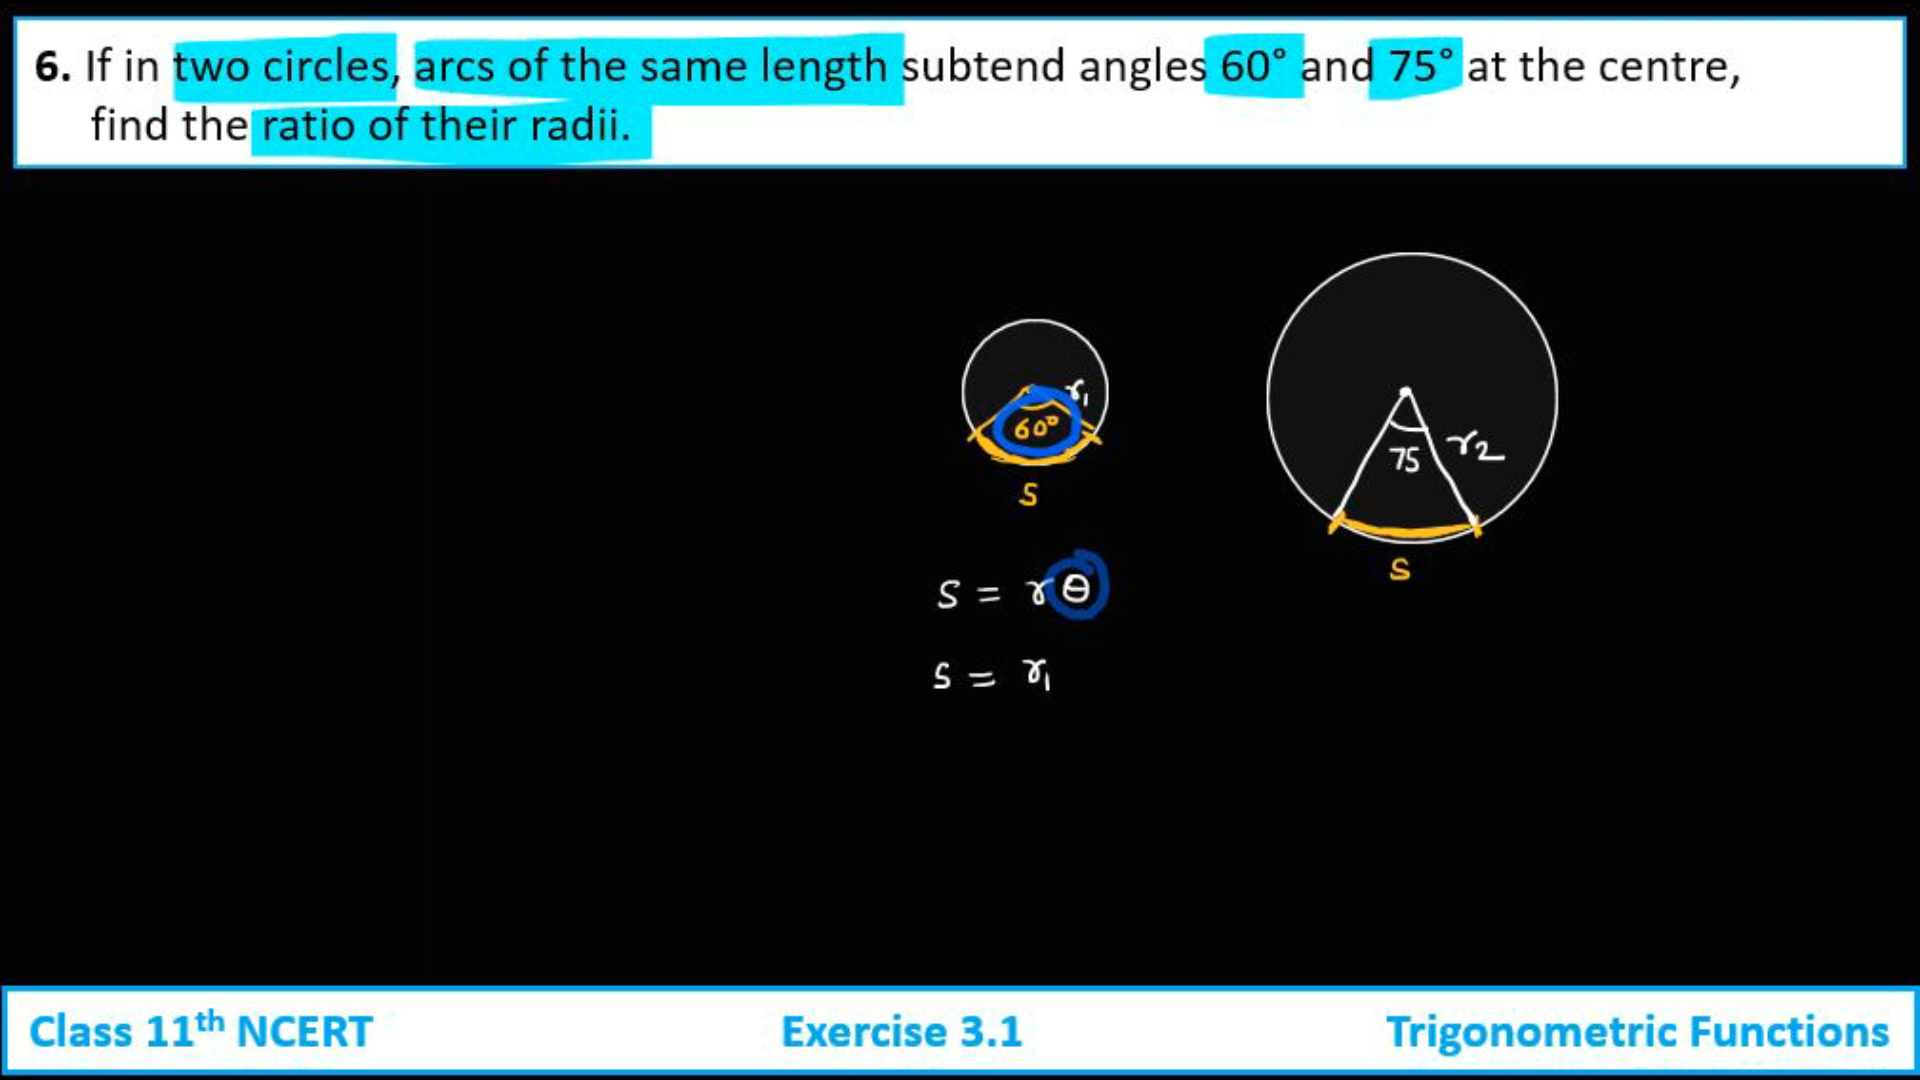 6. If in two circles, arcs of the same length subtend angles 60° and 75° at the centre,
find the ratio of their radii.
r₁
60°
S
75
r₂
S
S = rθ
S = r₁
Class 11th NCERT
Exercise 3.1
Trigonometric Functions